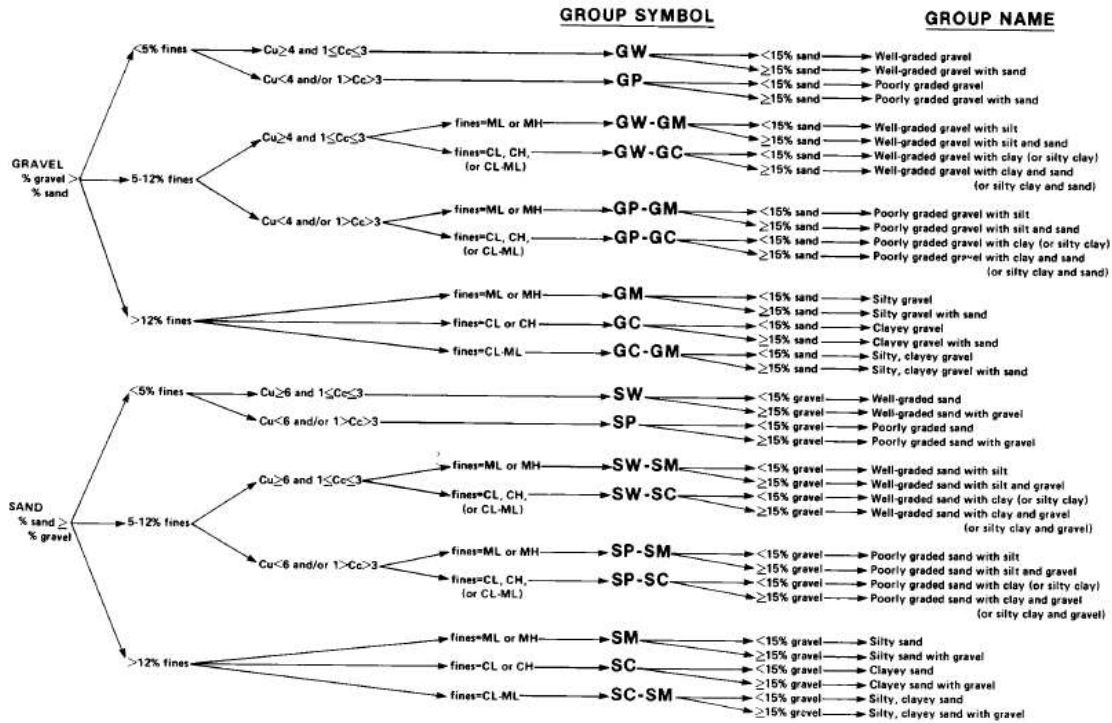 GROUP SYMBOL GROUP NAME
<5% fines Cu≥4 and 1≤Cc≤3 GW <15% sand Well-graded gravel
≥15% sand Well-graded gravel with sand
Cu<4 and/or 1>Cc>3 GP <15% sand Poorly graded gravel
≥15% sand Poorly graded gravel with sand
GRAVEL
% gravel >
% sand
5-12% fines
Cu≥4 and 1≤Cc≤3
fines=ML or MH GW-GM <15% sand Well-graded gravel with silt
≥15% sand Well-graded gravel with silt and sand
fines=CL, CH, GW-GC <15% sand Well-graded gravel with clay (or silty clay)
(or CL-ML) ≥15% sand Well-graded gravel with clay and sand
(or silty clay and sand)
Cu<4 and/or 1>Cc>3
fines=ML or MH GP-GM <15% sand Poorly graded gravel with silt
≥15% sand Poorly graded gravel with silt and sand
fines=CL, CH, GP-GC <15% sand Poorly graded gravel with clay (or silty clay)
(or CL-ML) ≥15% sand Poorly graded gravel with clay and sand
(or silty clay and sand)
>12% fines
fines=ML or MH GM <15% sand Silty gravel
≥15% sand Silty gravel with sand
fines=CL or CH GC <15% sand Clayey gravel
≥15% sand Clayey gravel with sand
fines=CL-ML GC-GM <15% sand Silty, clayey gravel
≥15% sand Silty, clayey gravel with sand
<5% fines Cu≥6 and 1≤Cc≤3 SW <15% gravel Well-graded sand
≥15% gravel Well-graded sand with gravel
Cu<6 and/or 1>Cc>3 SP <15% gravel Poorly graded sand
≥15% gravel Poorly graded sand with gravel
SAND
% sand ≥
% gravel
5-12% fines
Cu≥6 and 1≤Cc≤3
fines=ML or MH SW-SM <15% gravel Well-graded sand with silt
≥15% gravel Well-graded sand with silt and gravel
fines=CL, CH, SW-SC <15% gravel Well-graded sand with clay (or silty clay)
(or CL-ML) ≥15% gravel Well-graded sand with clay and gravel
(or silty clay and gravel)
Cu<6 and/or 1>Cc>3
fines=ML or MH SP-SM <15% gravel Poorly graded sand with silt
≥15% gravel Poorly graded sand with silt and gravel
fines=CL, CH, SP-SC <15% gravel Poorly graded sand with clay (or silty clay)
(or CL-ML) ≥15% gravel Poorly graded sand with clay and gravel
(or silty clay and gravel)
>12% fines
fines=ML or MH SM <15% gravel Silty sand
≥15% gravel Silty sand with gravel
fines=CL or CH SC <15% gravel Clayey sand
≥15% gravel Clayey sand with gravel
fines=CL-ML SC-SM <15% gravel Silty, clayey sand
≥15% gravel Silty, clayey sand with gravel